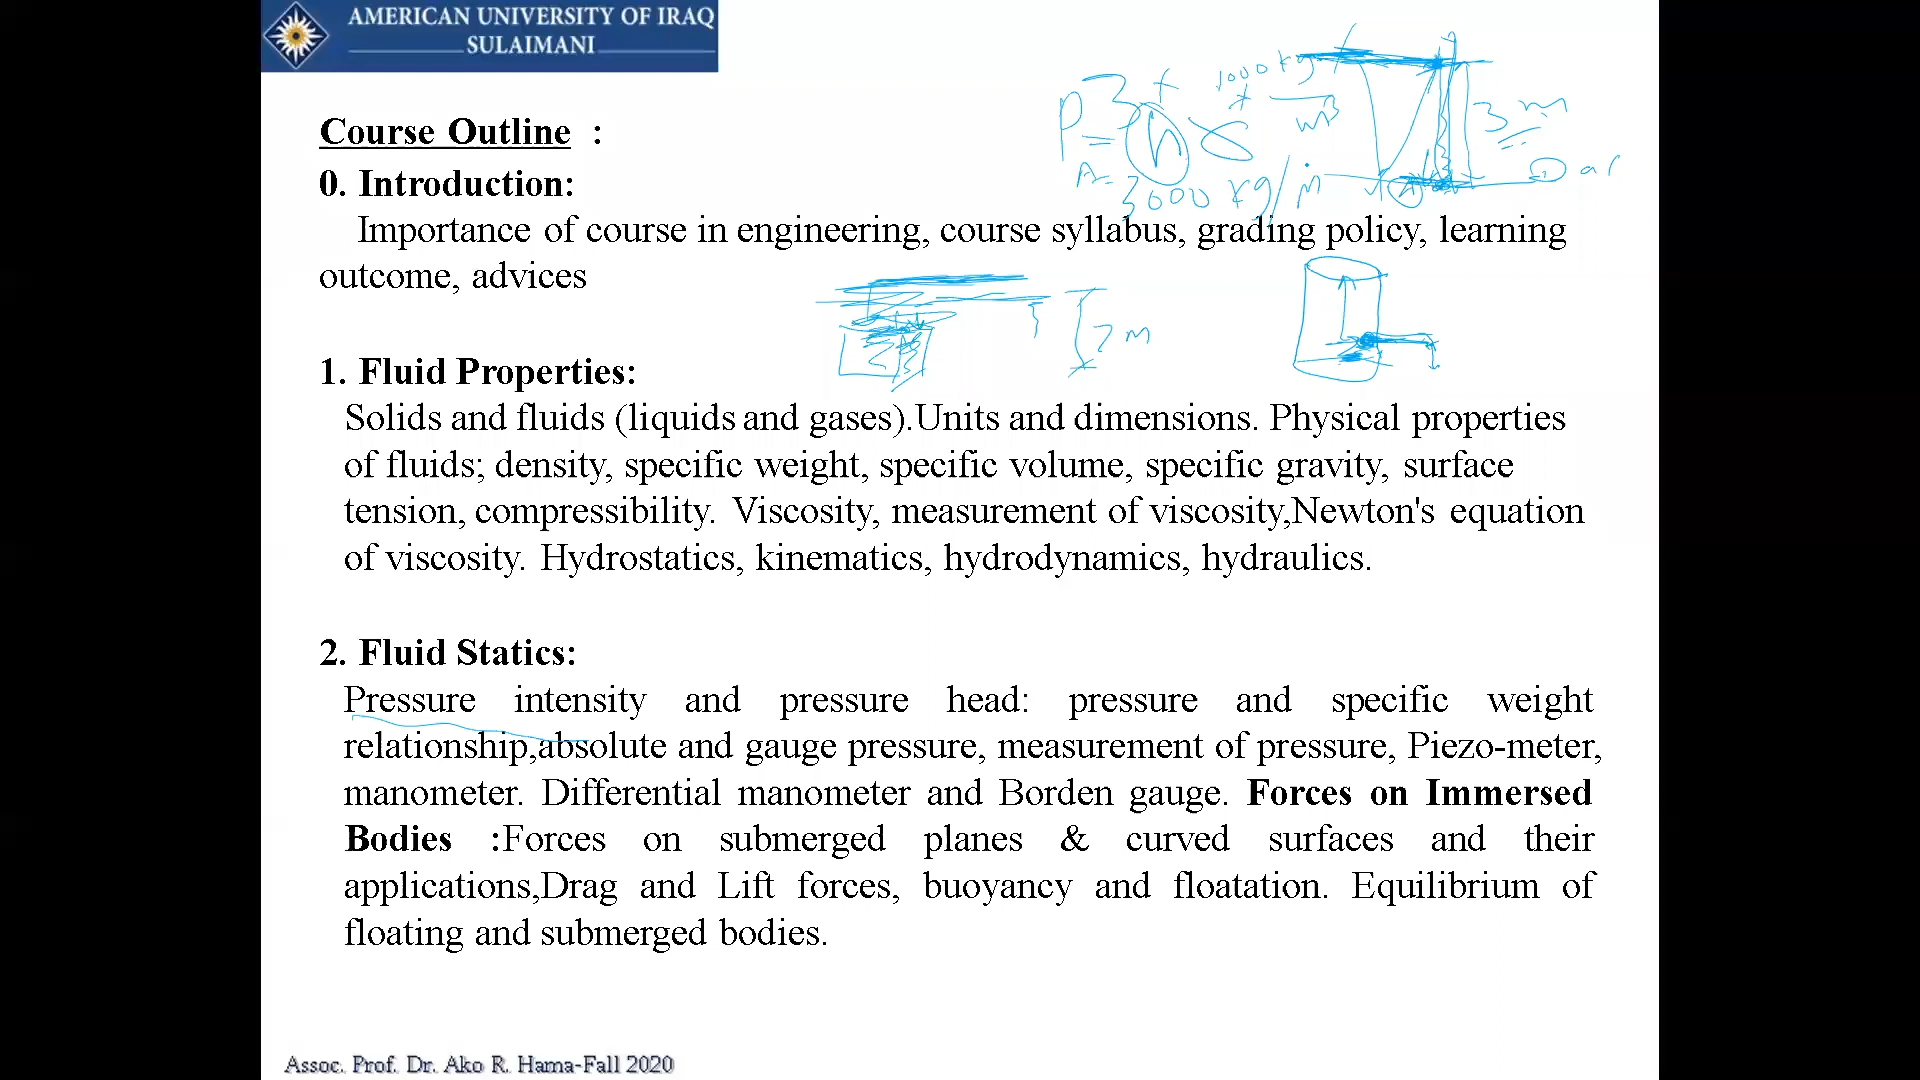 AMERICAN UNIVERSITY OF IRAQ
SULAIMANI
1000 kg
P = 3 x
h γ
m3
3 m
A
3000 kg/m
Course Outline :
0. Introduction:
Importance of course in engineering, course syllabus, grading policy, learning
outcome, advices
2 m
1. Fluid Properties:
Solids and fluids (liquids and gases).Units and dimensions. Physical properties
of fluids; density, specific weight, specific volume, specific gravity, surface
tension, compressibility. Viscosity, measurement of viscosity,Newton's equation
of viscosity. Hydrostatics, kinematics, hydrodynamics, hydraulics.
2. Fluid Statics:
Pressure intensity and pressure head: pressure and specific weight
relationship,absolute and gauge pressure, measurement of pressure, Piezo-meter,
manometer. Differential manometer and Borden gauge. Forces on Immersed
Bodies :Forces on submerged planes & curved surfaces and their
applications,Drag and Lift forces, buoyancy and floatation. Equilibrium of
floating and submerged bodies.
Assoc. Prof. Dr. Ako R. Hama-Fall 2020